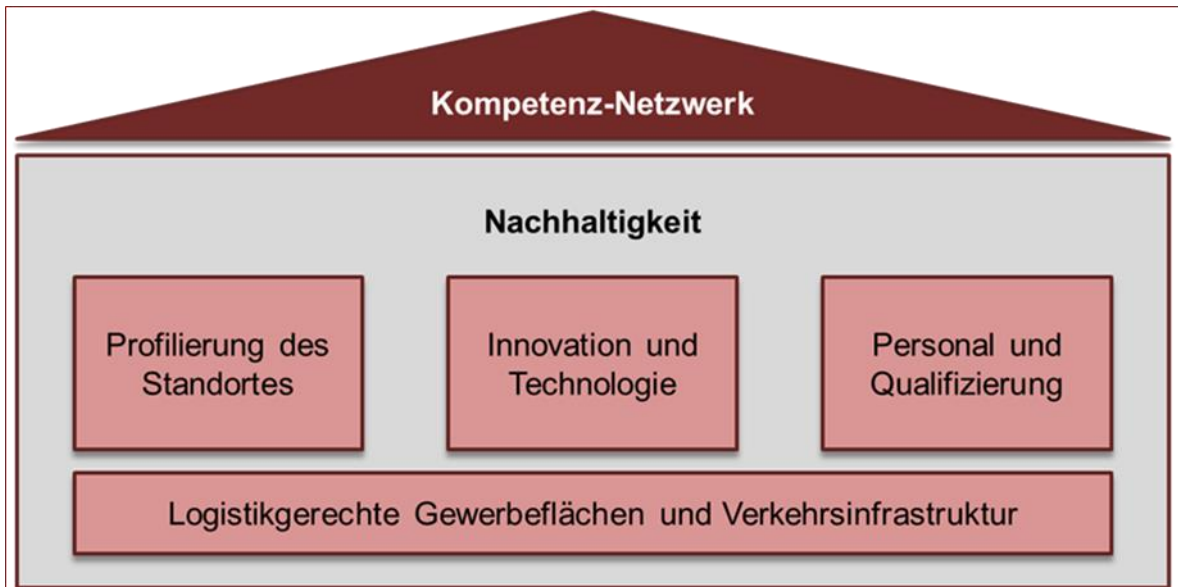 Kompetenz-Netzwerk
Nachhaltigkeit
Profilierung des
Standortes
Innovation und
Technologie
Personal und
Qualifizierung
Logistikgerechte Gewerbeflächen und Verkehrsinfrastruktur